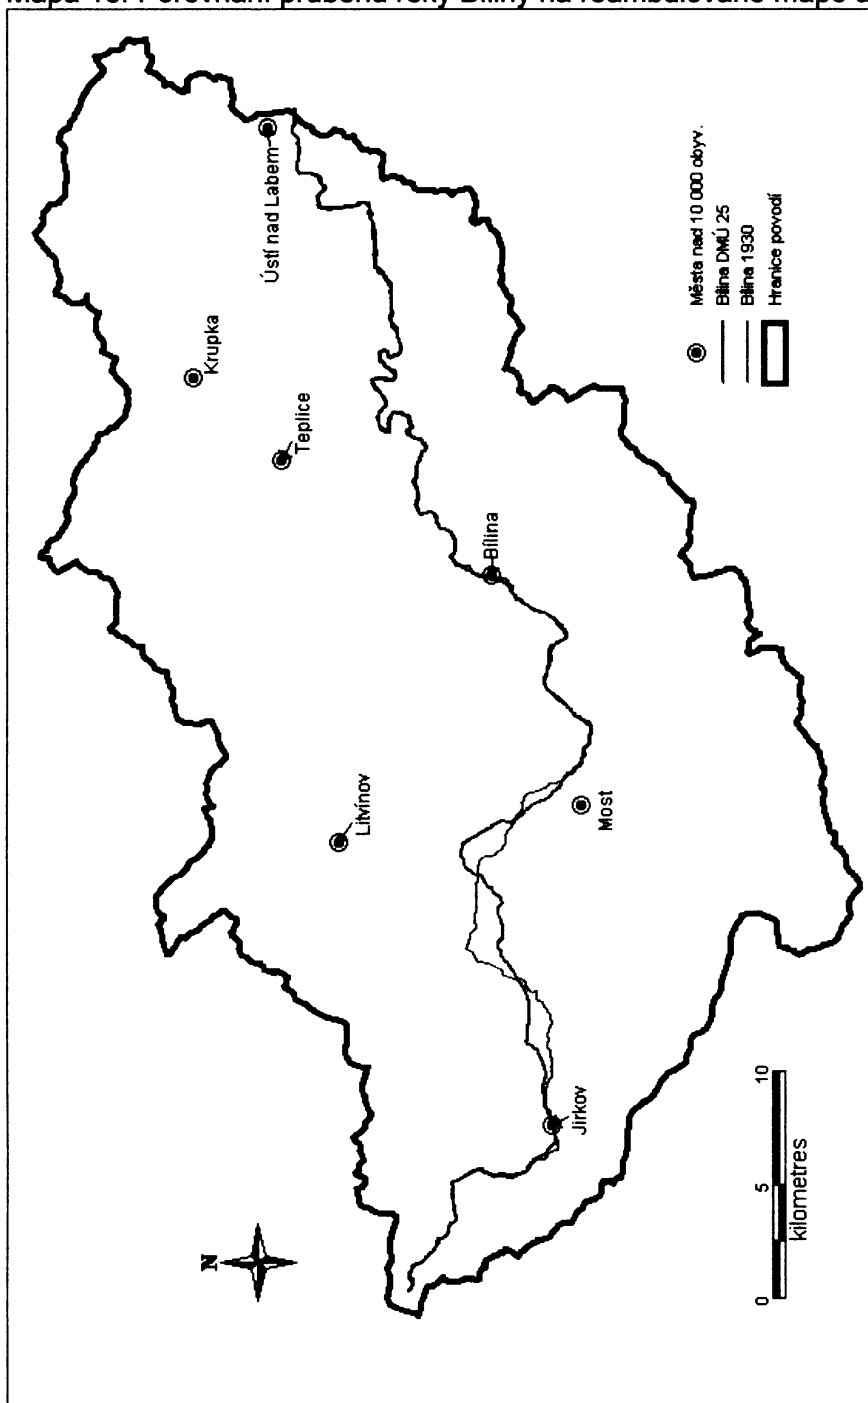 Mapa 10. Porovnání průběhu řeky Bíliny na reambulované mapě a
N
Ústí nad Labem
Krupka
Teplice
Bílina
Litvínov
Most
Jirkov
Města nad 10 000 obyv.
Bílina DMÚ 25
Bílina 1930
Hranice povodí
0 5 10
kilometres